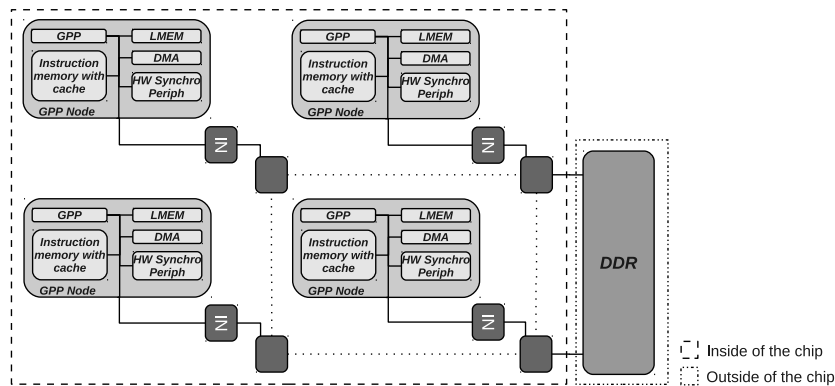 GPP
LMEM
DMA
Instruction
memory with
cache
HW Synchro
Periph
GPP Node
NI
GPP
LMEM
DMA
Instruction
memory with
cache
HW Synchro
Periph
GPP Node
NI
GPP
LMEM
DMA
Instruction
memory with
cache
HW Synchro
Periph
GPP Node
NI
GPP
LMEM
DMA
Instruction
memory with
cache
HW Synchro
Periph
GPP Node
NI
DDR
Inside of the chip
Outside of the chip